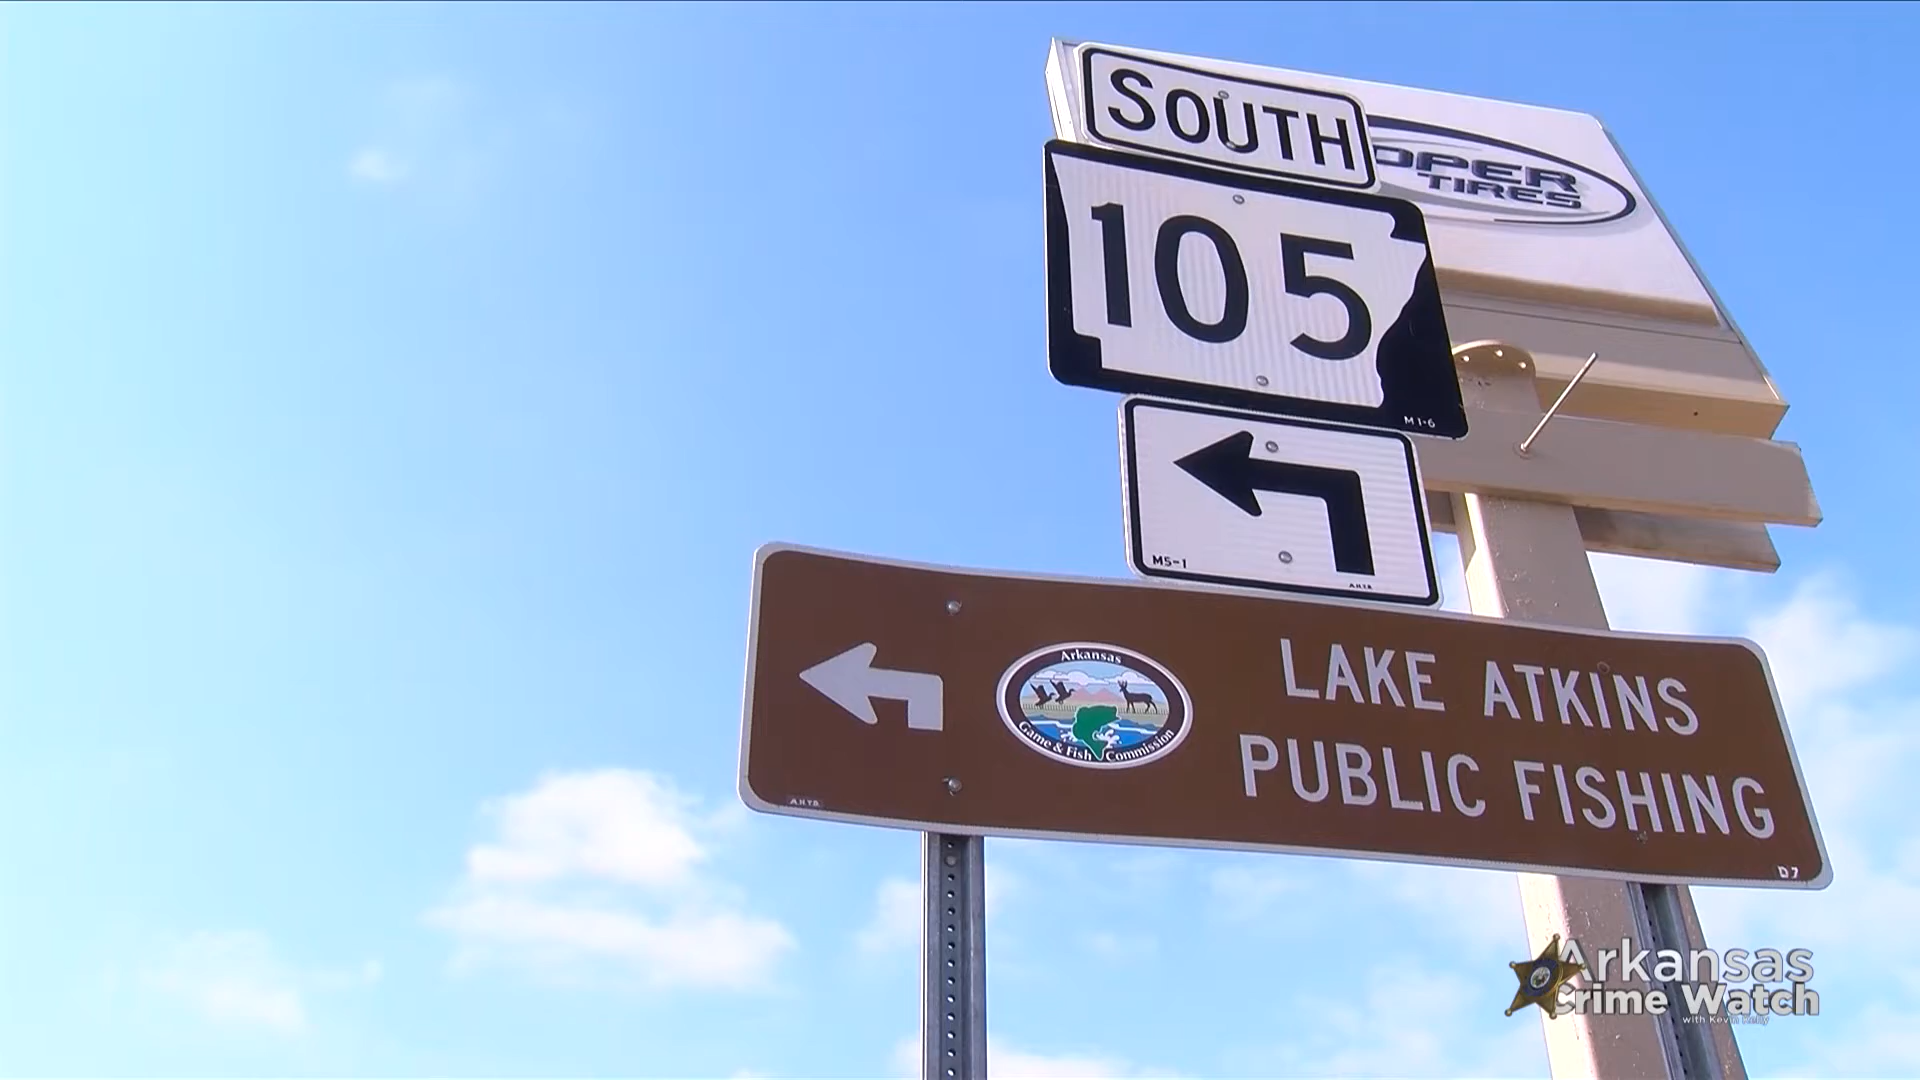 SOUTH
OPER
TIRES
105
M1-6
M5-1
LAKE ATKINS
PUBLIC FISHING
Arkansas
Game & Fish Commission
D7
Arkansas
Crime Watch